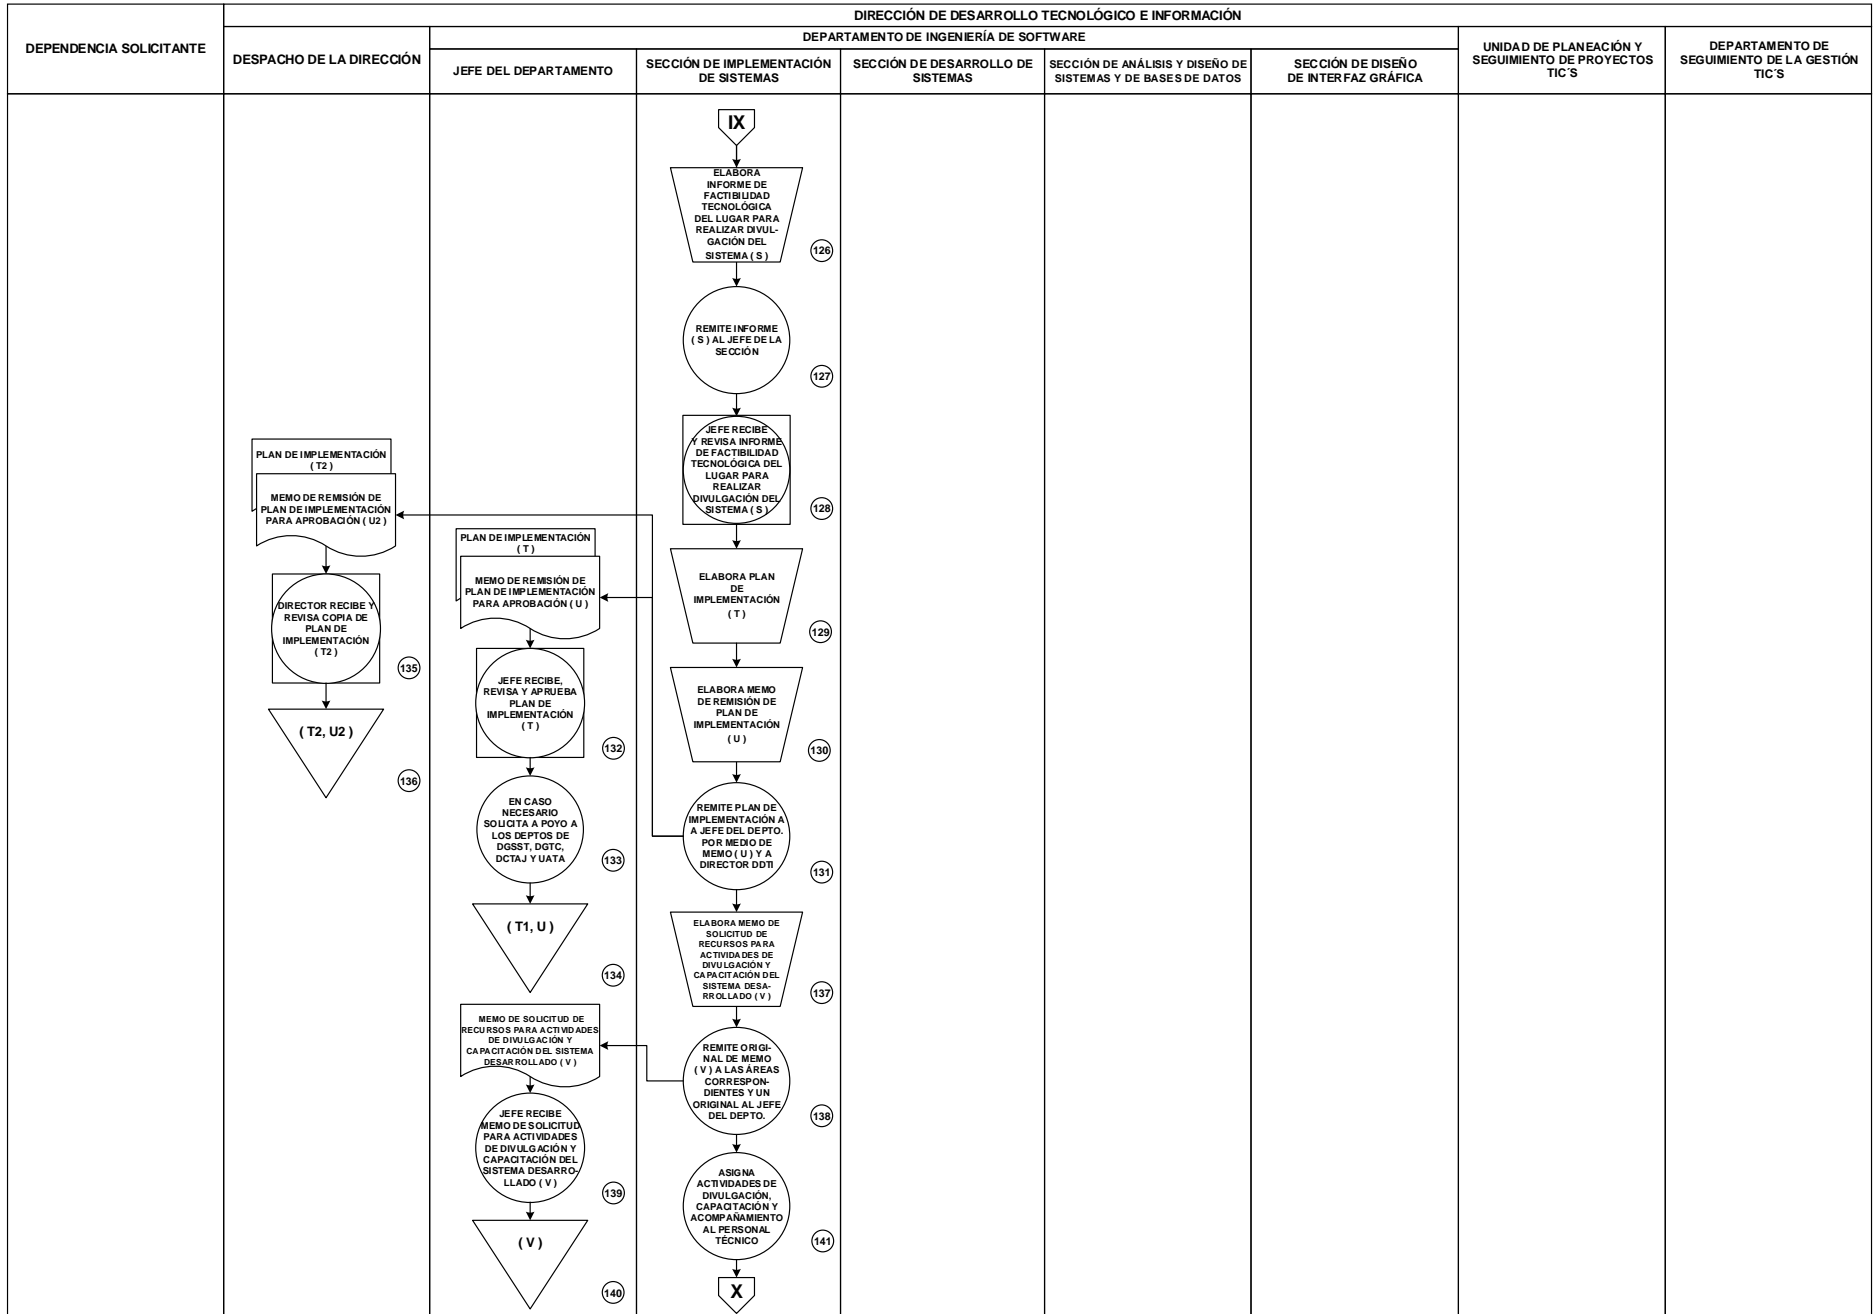 DIRECCIÓN DE DESARROLLO TECNOLÓGICO E INFORMACIÓN
DEPENDENCIA SOLICITANTE
DESPACHO DE LA DIRECCIÓN
DEPARTAMENTO DE INGENIERÍA DE SOFTWARE
UNIDAD DE PLANEACIÓN Y
SEGUIMIENTO DE PROYECTOS
TIC´S
DEPARTAMENTO DE
SEGUIMIENTO DE LA GESTIÓN
TIC´S
JEFE DEL DEPARTAMENTO
SECCIÓN DE IMPLEMENTACIÓN
DE SISTEMAS
SECCIÓN DE DESARROLLO DE
SISTEMAS
SECCIÓN DE ANÁLISIS Y DISEÑO DE
SISTEMAS Y DE BASES DE DATOS
SECCIÓN DE DISEÑO
DE INTERFAZ GRÁFICA
IX
ELABORA
INFORME DE
FACTIBILIDAD
TECNOLÓGICA
DEL LUGAR PARA
REALIZAR DIVUL-
GACIÓN DEL
SISTEMA ( S )
126
REMITE INFORME
( S ) AL JEFE DE LA
SECCIÓN
127
JEFE RECIBE
Y REVISA INFORME
DE FACTIBILIDAD
TECNOLÓGICA DEL
LUGAR PARA
REALIZAR
DIVULGACIÓN DEL
SISTEMA ( S )
128
ELABORA PLAN
DE
IMPLEMENTACIÓN
( T )
129
ELABORA MEMO
DE REMISIÓN DE
PLAN DE
IMPLEMENTACIÓN
( U )
130
REMITE PLAN DE
IMPLEMENTACIÓN A
A JEFE DEL DEPTO.
POR MEDIO DE
MEMO ( U ) Y A
DIRECTOR DDTI
131
PLAN DE IMPLEMENTACIÓN
( T )
MEMO DE REMISIÓN DE
PLAN DE IMPLEMENTACIÓN
PARA APROBACIÓN ( U )
JEFE RECIBE,
REVISA Y APRUEBA
PLAN DE
IMPLEMENTACIÓN
( T )
132
EN CASO
NECESARIO
SOLICITA A POYO A
LOS DEPTOS DE
DGSST, DGTC,
DCTAJ Y UATA
133
( T1, U )
134
PLAN DE IMPLEMENTACIÓN
( T2 )
MEMO DE REMISIÓN DE
PLAN DE IMPLEMENTACIÓN
PARA APROBACIÓN ( U2 )
DIRECTOR RECIBE Y
REVISA COPIA DE
PLAN DE
IMPLEMENTACIÓN
( T2 )
135
( T2, U2 )
136
ELABORA MEMO DE
SOLICITUD DE
RECURSOS PARA
ACTIVIDADES DE
DIVULGACIÓN Y
CAPACITACIÓN DEL
SISTEMA DESA-
RROLLADO ( V )
137
REMITE ORIGI-
NAL DE MEMO
( V ) A LAS ÁREAS
CORRESPON-
DIENTES Y UN
ORIGINAL AL JEFE
DEL DEPTO.
138
MEMO DE SOLICITUD DE
RECURSOS PARA ACTIVIDADES
DE DIVULGACIÓN Y
CAPACITACIÓN DEL SISTEMA
DESARROLLADO ( V )
JEFE RECIBE
MEMO DE SOLICITUD
PARA ACTIVIDADES
DE DIVULGACIÓN Y
CAPACITACIÓN DEL
SISTEMA DESARRO-
LLADO ( V )
139
( V )
140
ASIGNA
ACTIVIDADES DE
DIVULGACIÓN,
CAPACITACIÓN Y
ACOMPAÑAMIENTO
AL PERSONAL
TÉCNICO
141
X